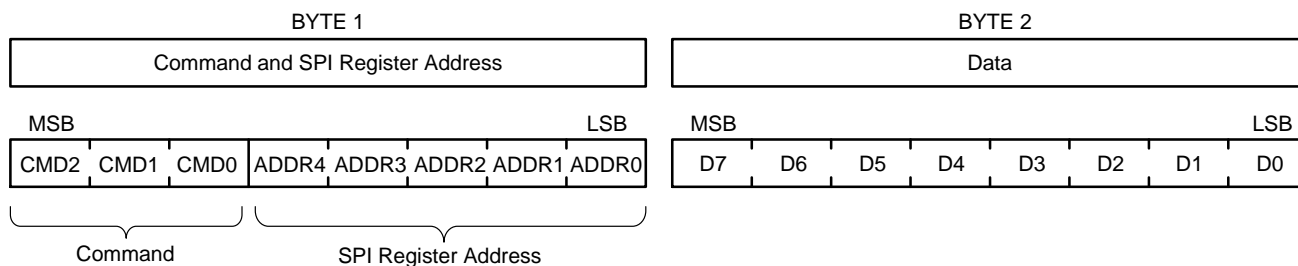 BYTE 1 BYTE 2
Command and SPI Register Address Data
MSB LSB MSB LSB
CMD2 CMD1 CMD0 ADDR4 ADDR3 ADDR2 ADDR1 ADDR0 D7 D6 D5 D4 D3 D2 D1 D0
Command SPI Register Address